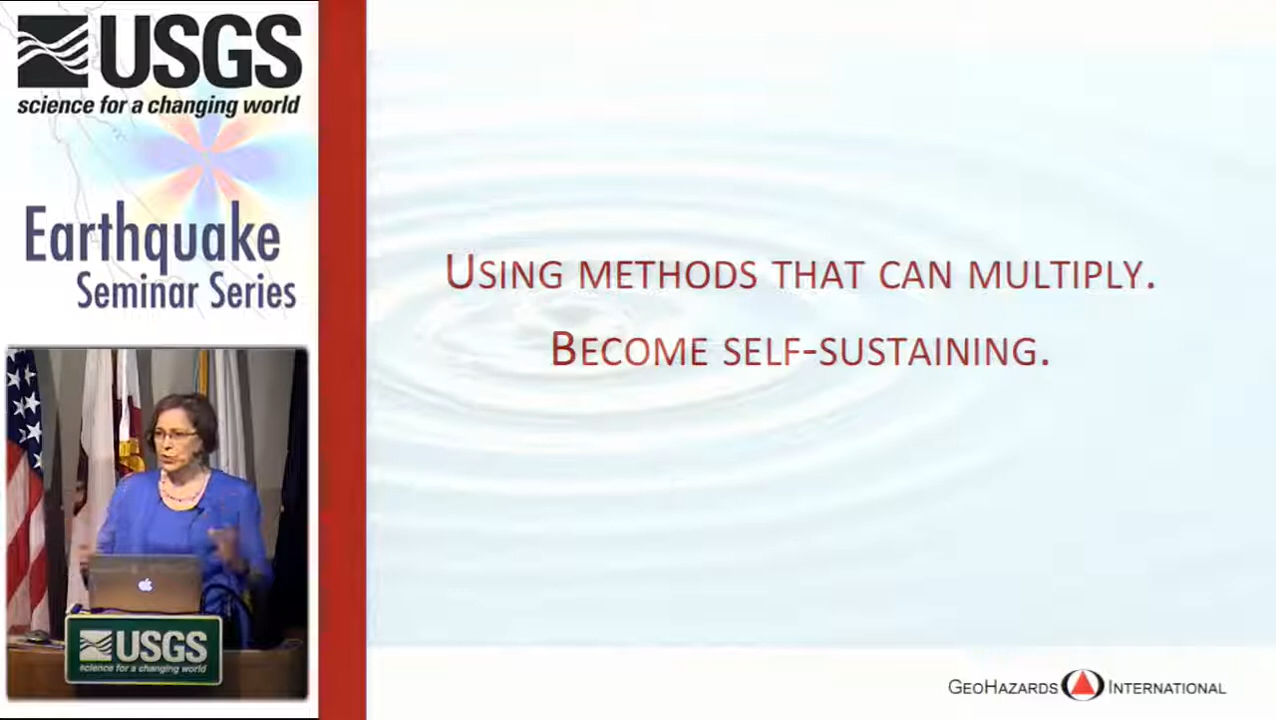 USGS
science for a changing world
Earthquake
Seminar Series
USING METHODS THAT CAN MULTIPLY.
BECOME SELF-SUSTAINING.
USGS
science for a changing world
GEOHAZARDS INTERNATIONAL